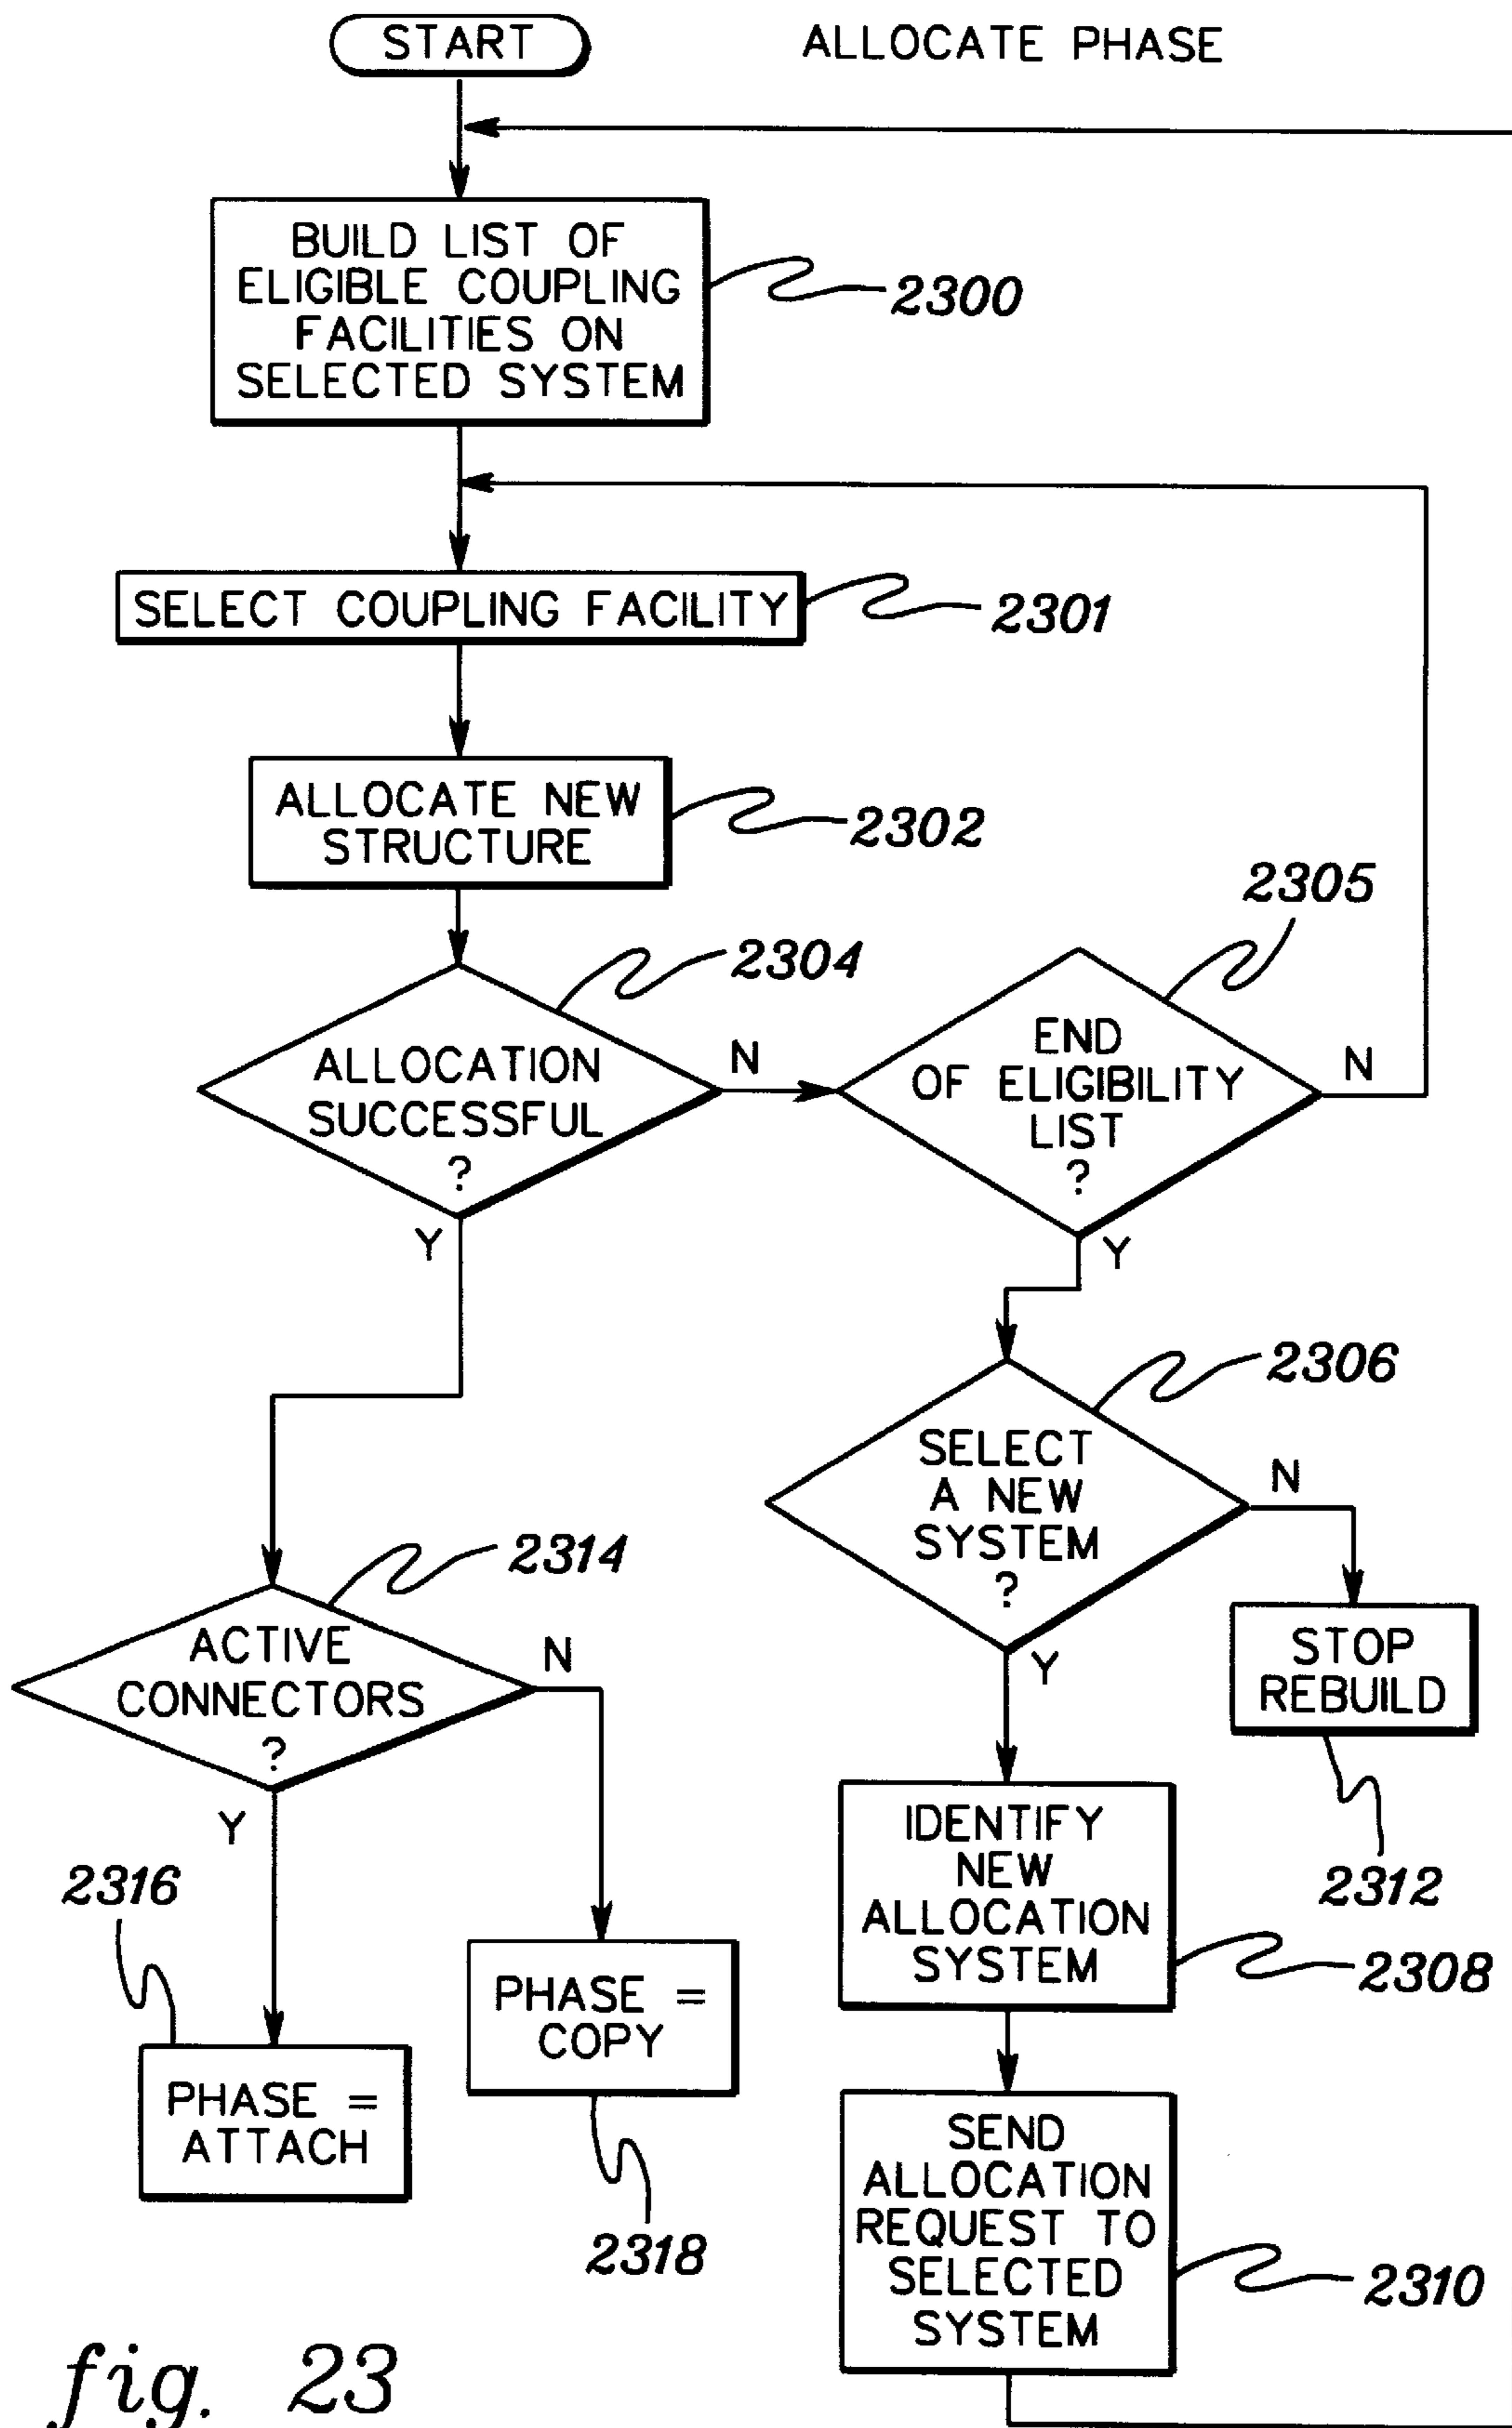 START
ALLOCATE PHASE
BUILD LIST OF
ELIGIBLE COUPLING
FACILITIES ON
SELECTED SYSTEM
2300
SELECT COUPLING FACILITY
2301
ALLOCATE NEW
STRUCTURE
2302
2304
2305
ALLOCATION
SUCCESSFUL
?
N
Y
END
OF ELIGIBILITY
LIST
?
N
Y
2306
SELECT
A NEW
SYSTEM
?
N
Y
STOP
REBUILD
2312
2314
ACTIVE
CONNECTORS
?
N
Y
2316
PHASE =
ATTACH
PHASE =
COPY
2318
IDENTIFY
NEW
ALLOCATION
SYSTEM
2308
SEND
ALLOCATION
REQUEST TO
SELECTED
SYSTEM
2310
fig. 23